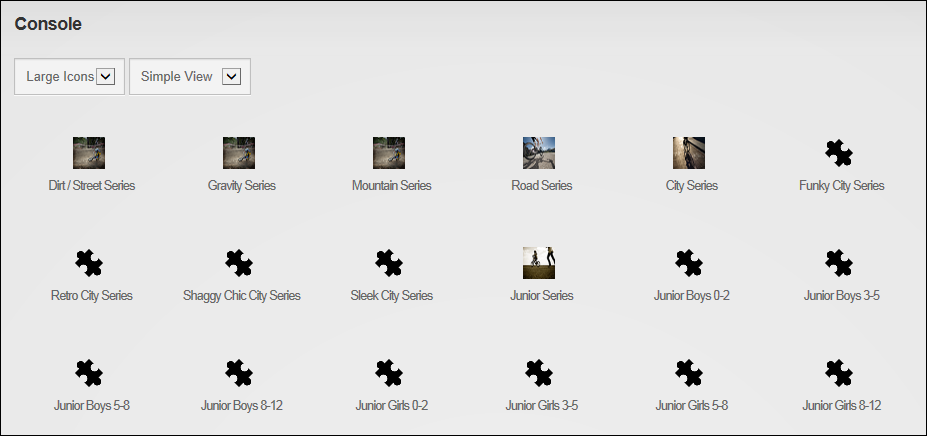 Console
Large Icons Simple View
Dirt / Street Series Gravity Series Mountain Series Road Series City Series Funky City Series
Retro City Series Shaggy Chic City Series Sleek City Series Junior Series Junior Boys 0-2 Junior Boys 3-5
Junior Boys 5-8 Junior Boys 8-12 Junior Girls 0-2 Junior Girls 3-5 Junior Girls 5-8 Junior Girls 8-12